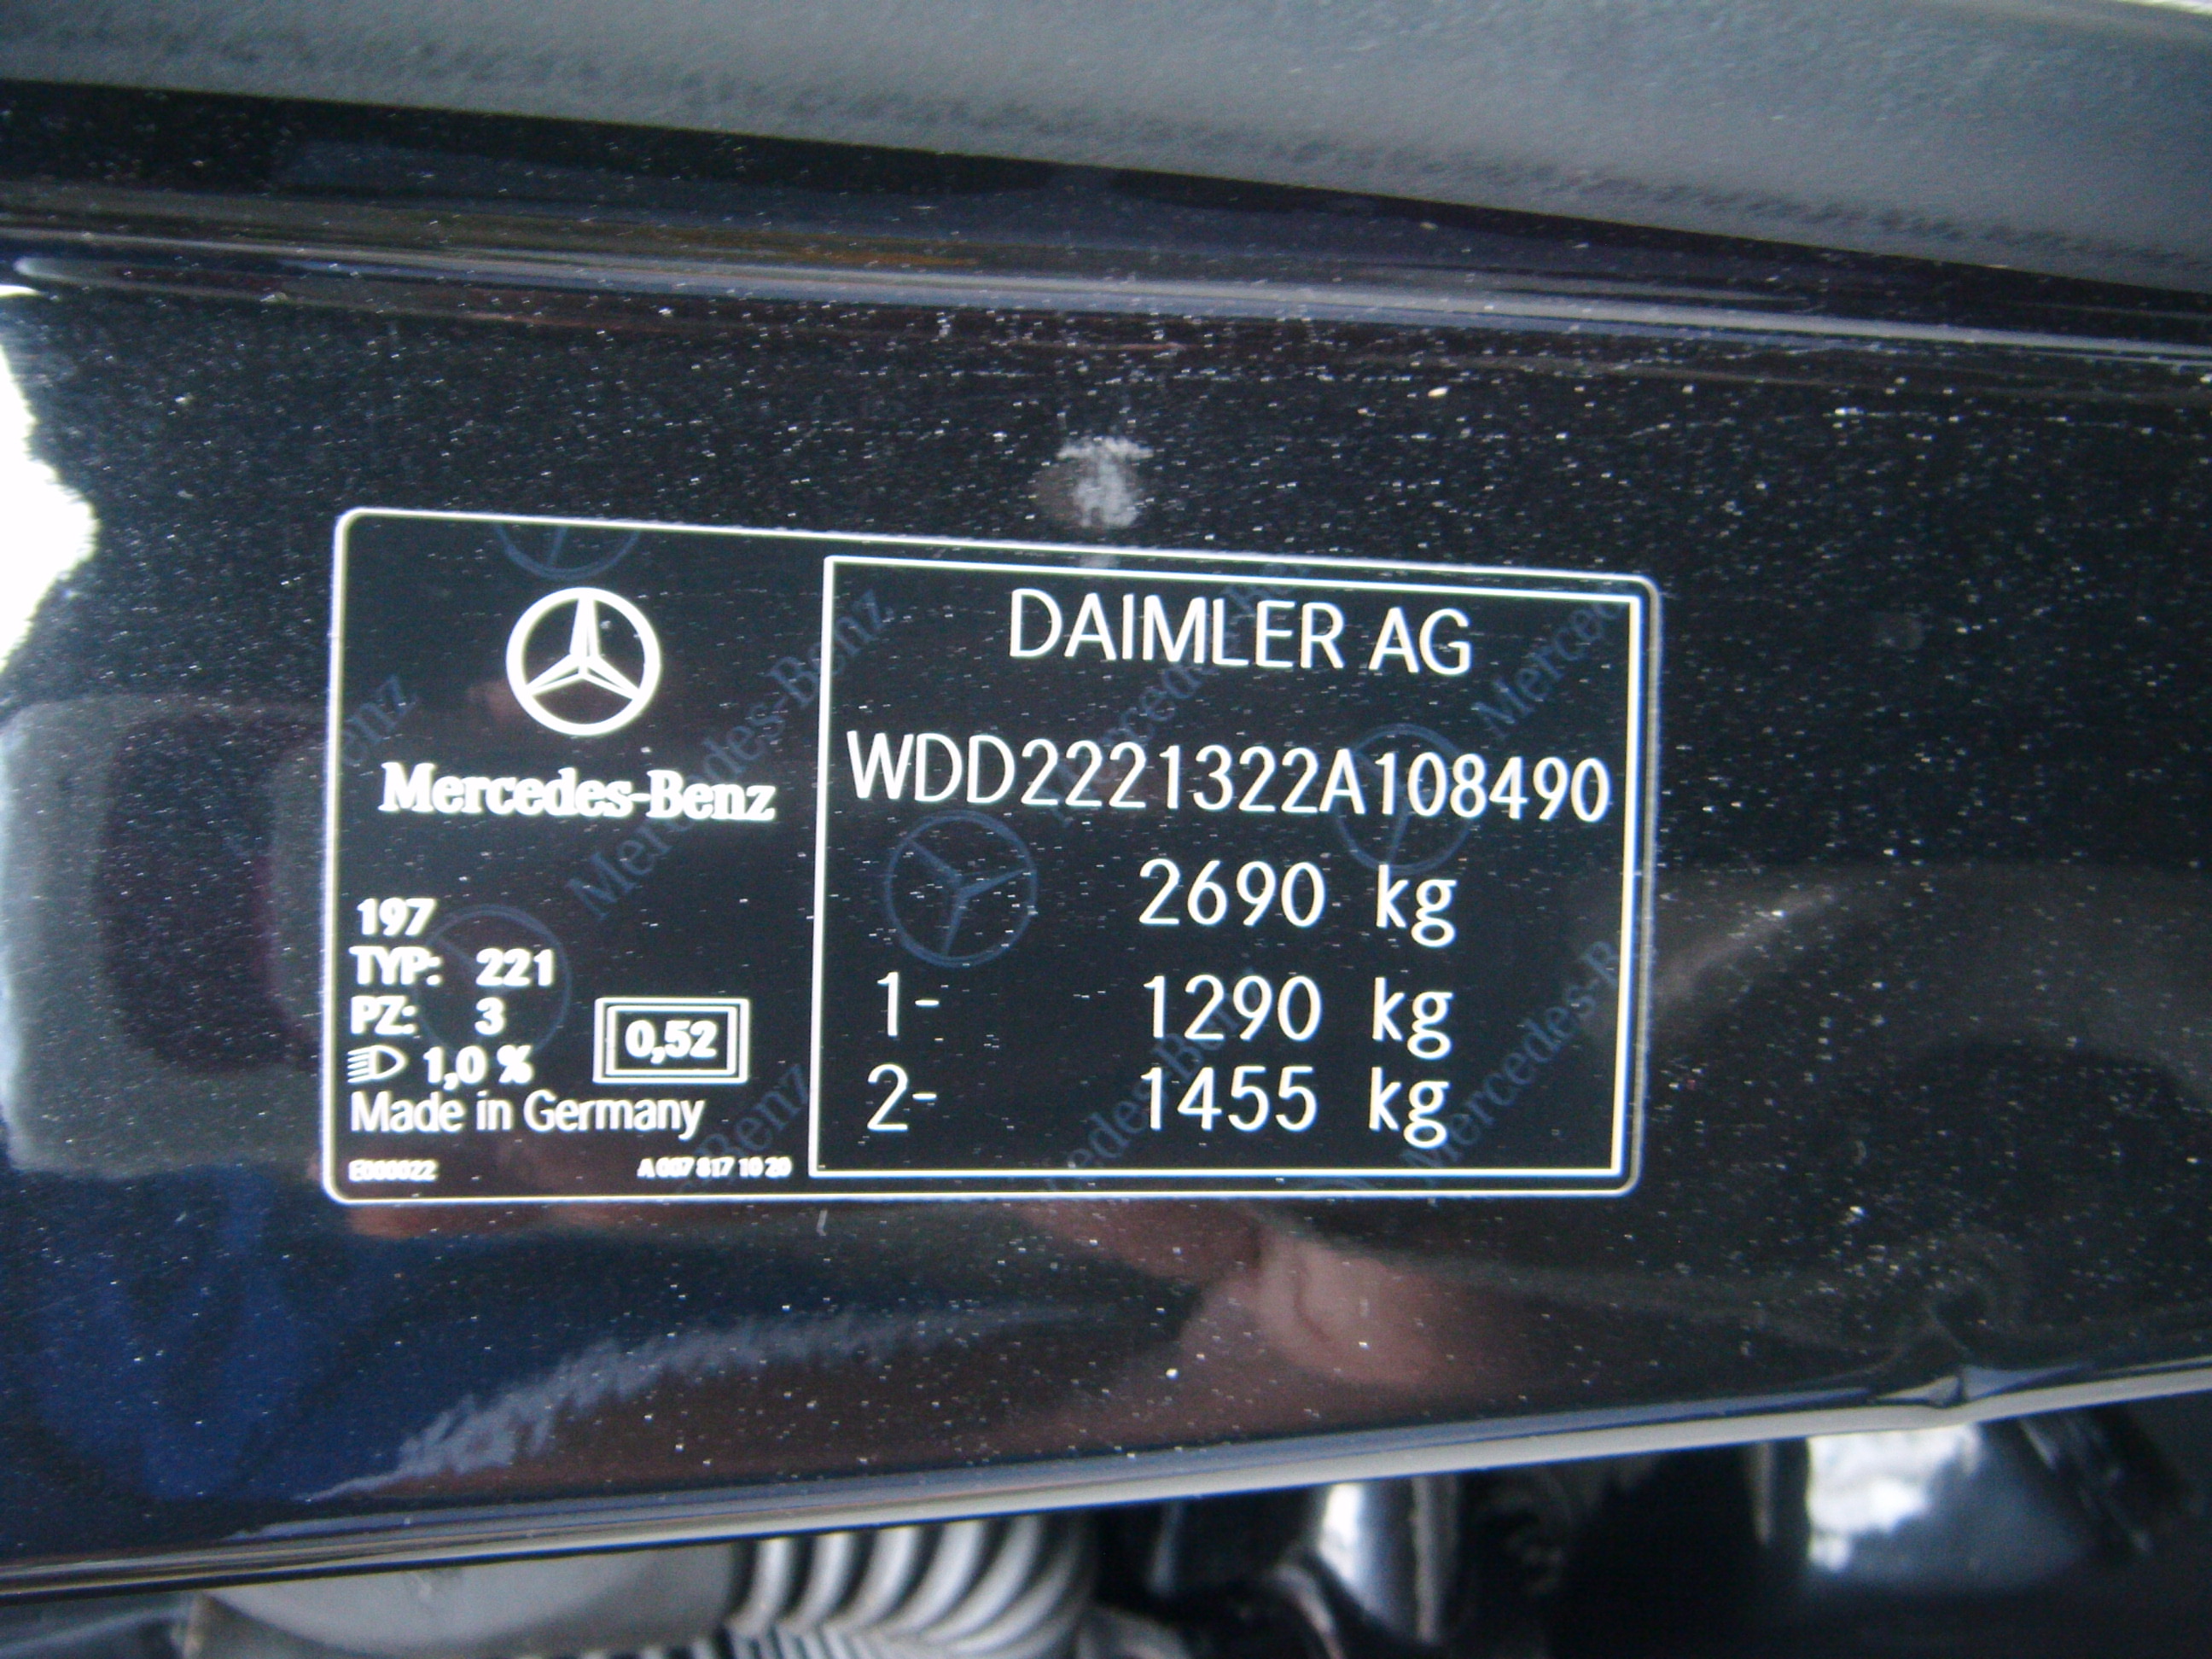 Mercedes-Benz
197
TYP: 221
PZ: 3
1,0 %
0,52
Made in Germany
E000022
A 007 817 10 20
DAIMLER AG
WDD2221322A108490
2690 kg
1- 1290 kg
2- 1455 kg